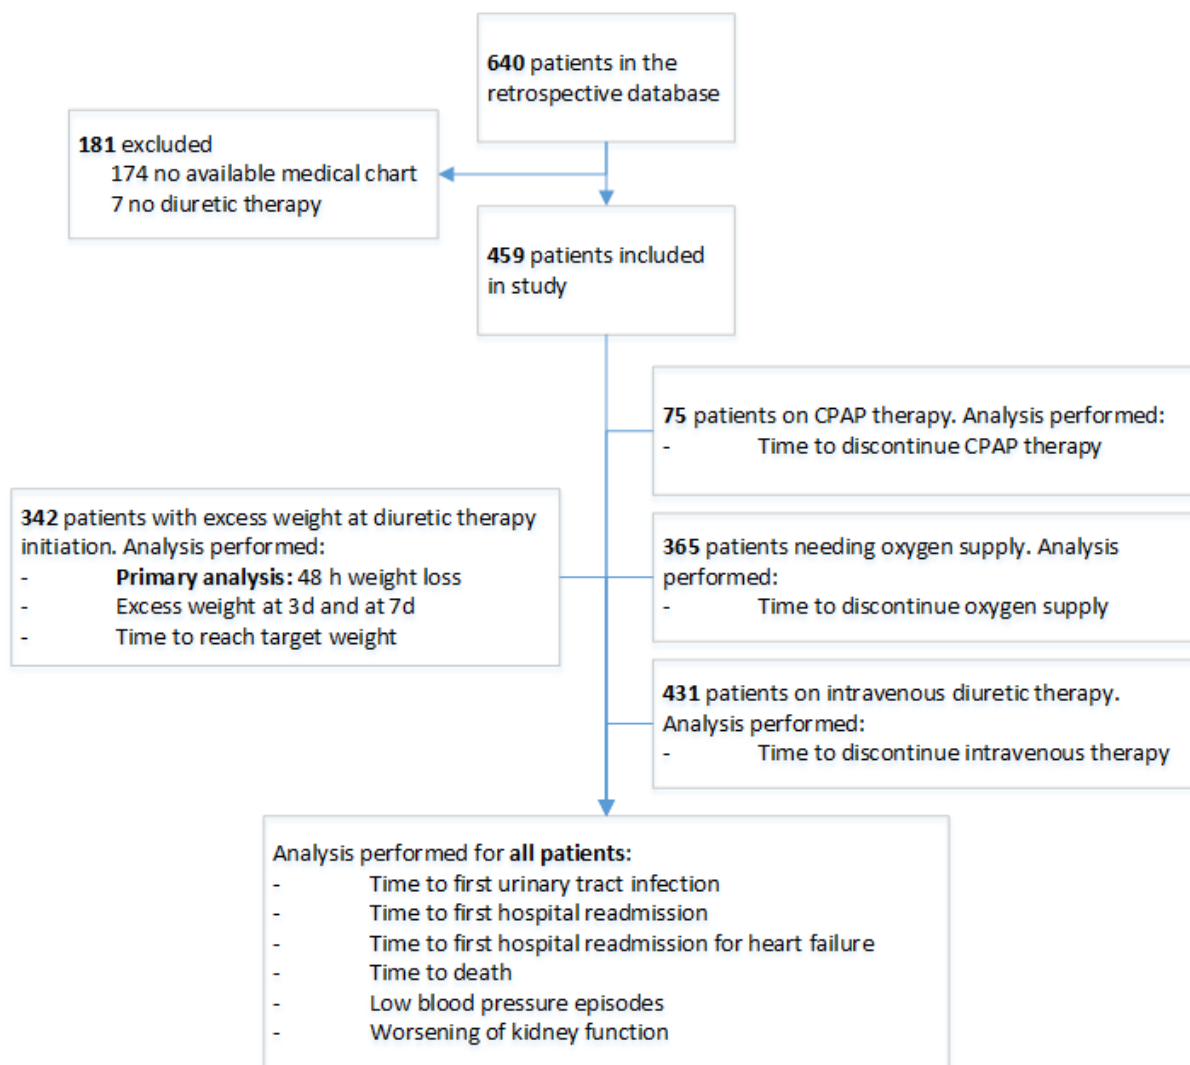 640 patients in the
retrospective database
181 excluded
174 no available medical chart
7 no diuretic therapy
459 patients included
in study
75 patients on CPAP therapy. Analysis performed:
- Time to discontinue CPAP therapy
342 patients with excess weight at diuretic therapy
initiation. Analysis performed:
- Primary analysis: 48 h weight loss
- Excess weight at 3d and at 7d
- Time to reach target weight
365 patients needing oxygen supply. Analysis
performed:
- Time to discontinue oxygen supply
431 patients on intravenous diuretic therapy.
Analysis performed:
- Time to discontinue intravenous therapy
Analysis performed for all patients:
- Time to first urinary tract infection
- Time to first hospital readmission
- Time to first hospital readmission for heart failure
- Time to death
- Low blood pressure episodes
- Worsening of kidney function